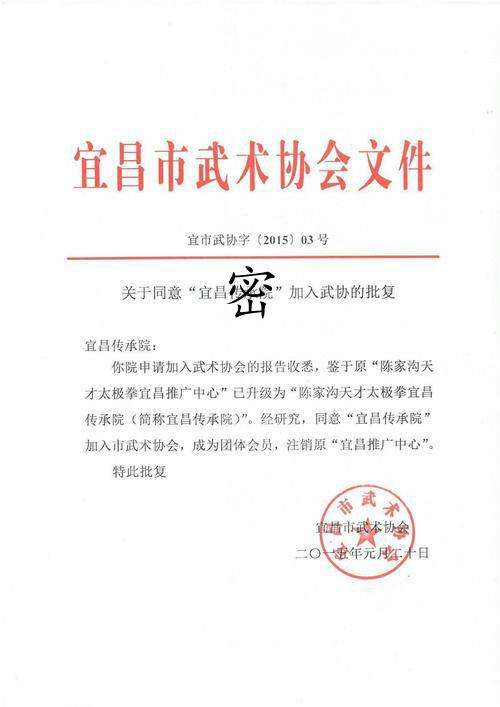 宜昌市武术协会文件
宜市武协字〔2015〕03 号
关于同意“宜昌传承院”加入武协的批复
密
宜昌传承院：
你院申请加入武术协会的报告收悉，鉴于原“陈家沟天
才太极拳宜昌推广中心”已升级为“陈家沟天才太极拳宜昌
传承院（简称宜昌传承院）”。经研究，同意“宜昌传承院”
加入市武术协会，成为团体会员，注销原“宜昌推广中心”。
特此批复
宜昌市武术协会
二〇一五年元月二十日
宜昌市武术协会